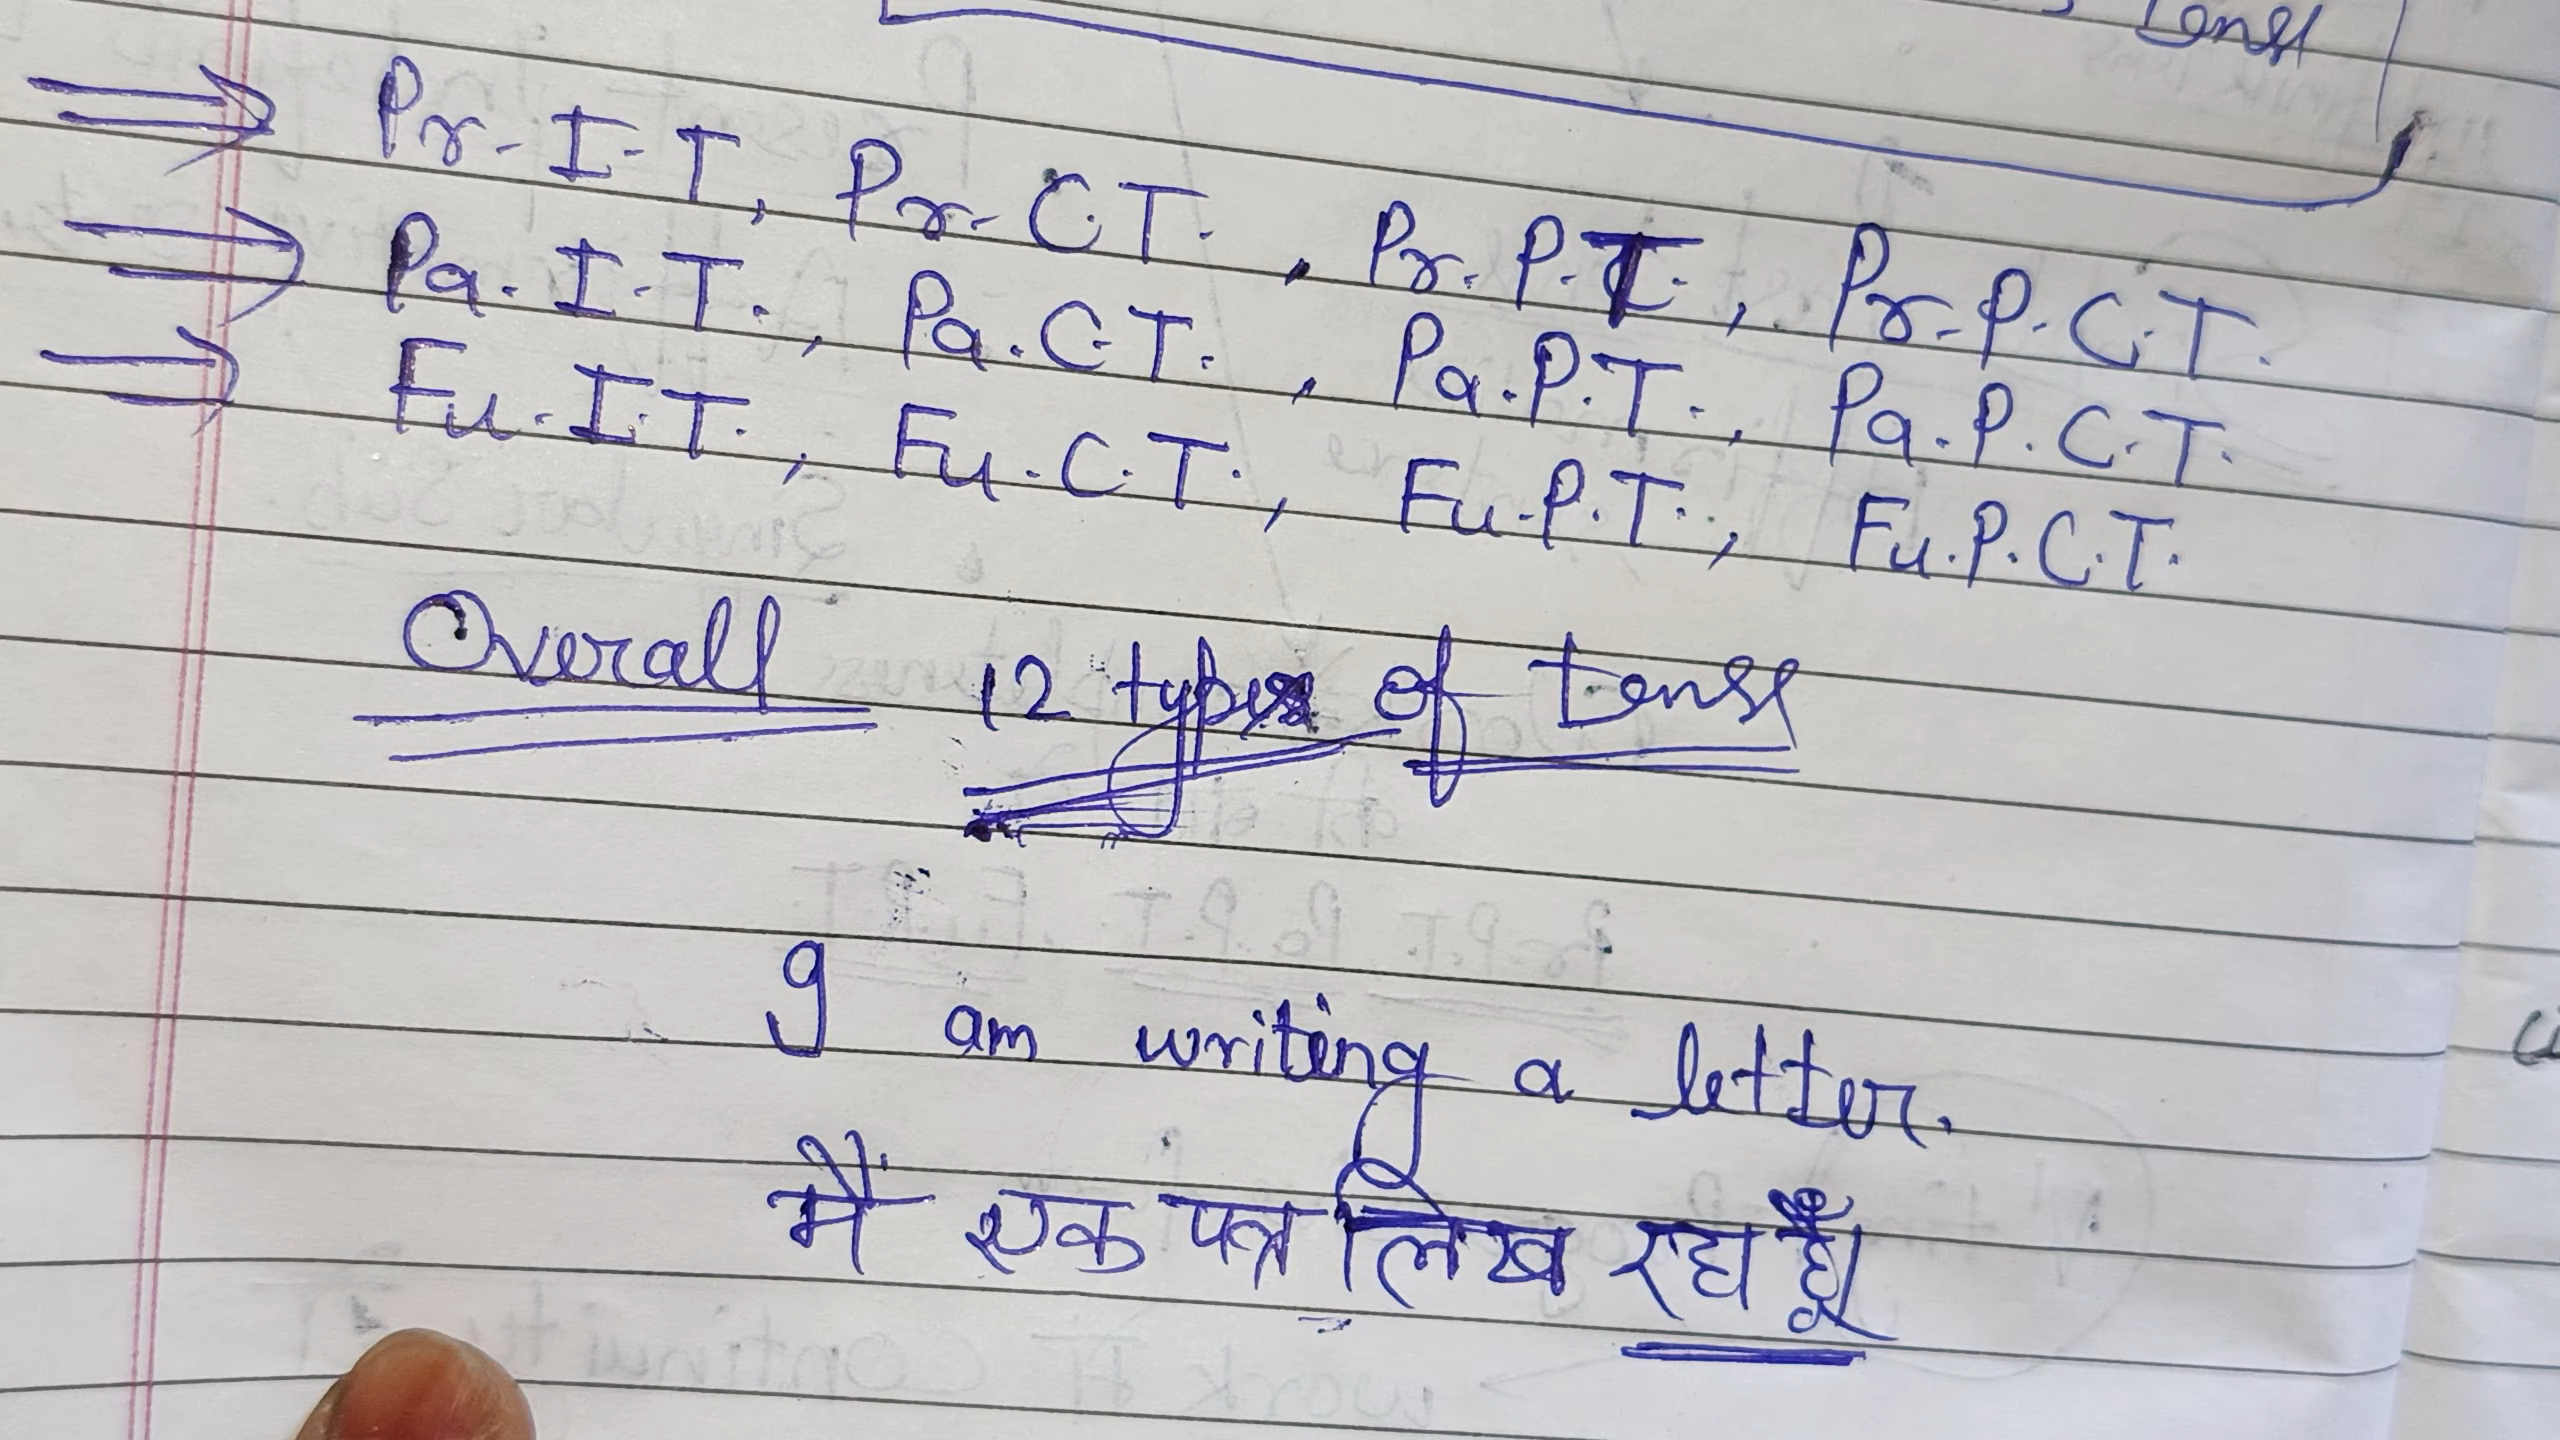 Tense
⇒ Pr. I. T, Pr. C. T., Pr. P. T., Pr. P. C. T.
⇒ Pa. I. T., Pa. C. T., Pa. P. T., Pa. P. C. T.
⇒ Fu. I. T., Fu. C. T., Fu. P. T., Fu. P. C. T.
Overall 12 types of tense
I am writing a letter.
मैं एक पत्र लिख रहा हूँ।